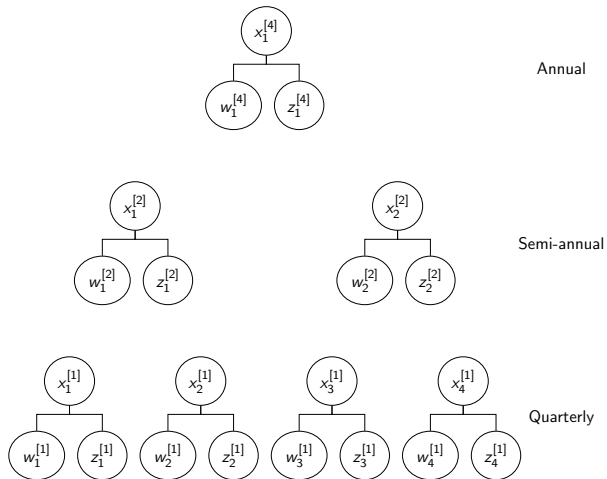 x_1^{[4]}
Annual
w_1^{[4]} z_1^{[4]}
x_1^{[2]} x_2^{[2]}
Semi-annual
w_1^{[2]} z_1^{[2]} w_2^{[2]} z_2^{[2]}
x_1^{[1]} x_2^{[1]} x_3^{[1]} x_4^{[1]}
Quarterly
w_1^{[1]} z_1^{[1]} w_2^{[1]} z_2^{[1]} w_3^{[1]} z_3^{[1]} w_4^{[1]} z_4^{[1]}